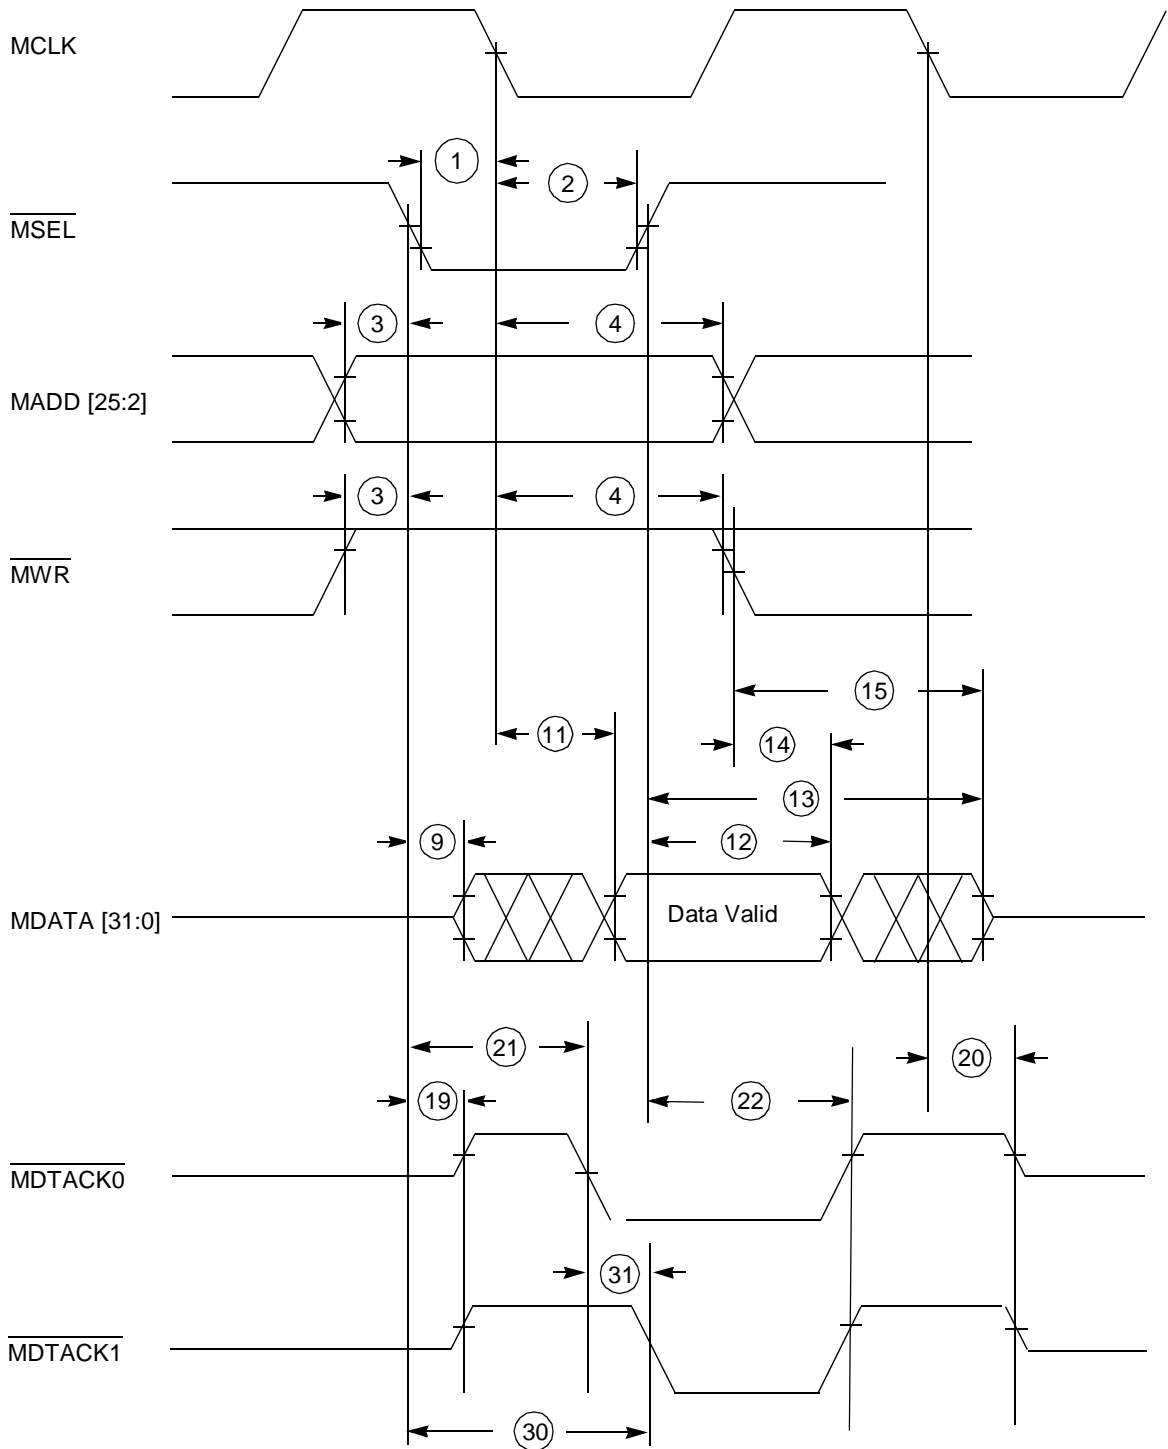 MCLK
1
2
MSEL
3
4
MADD [25:2]
3
4
MWR
15
11
14
13
9
12
MDATA [31:0]
Data Valid
21
20
19
22
MDTACK0
31
MDTACK1
30